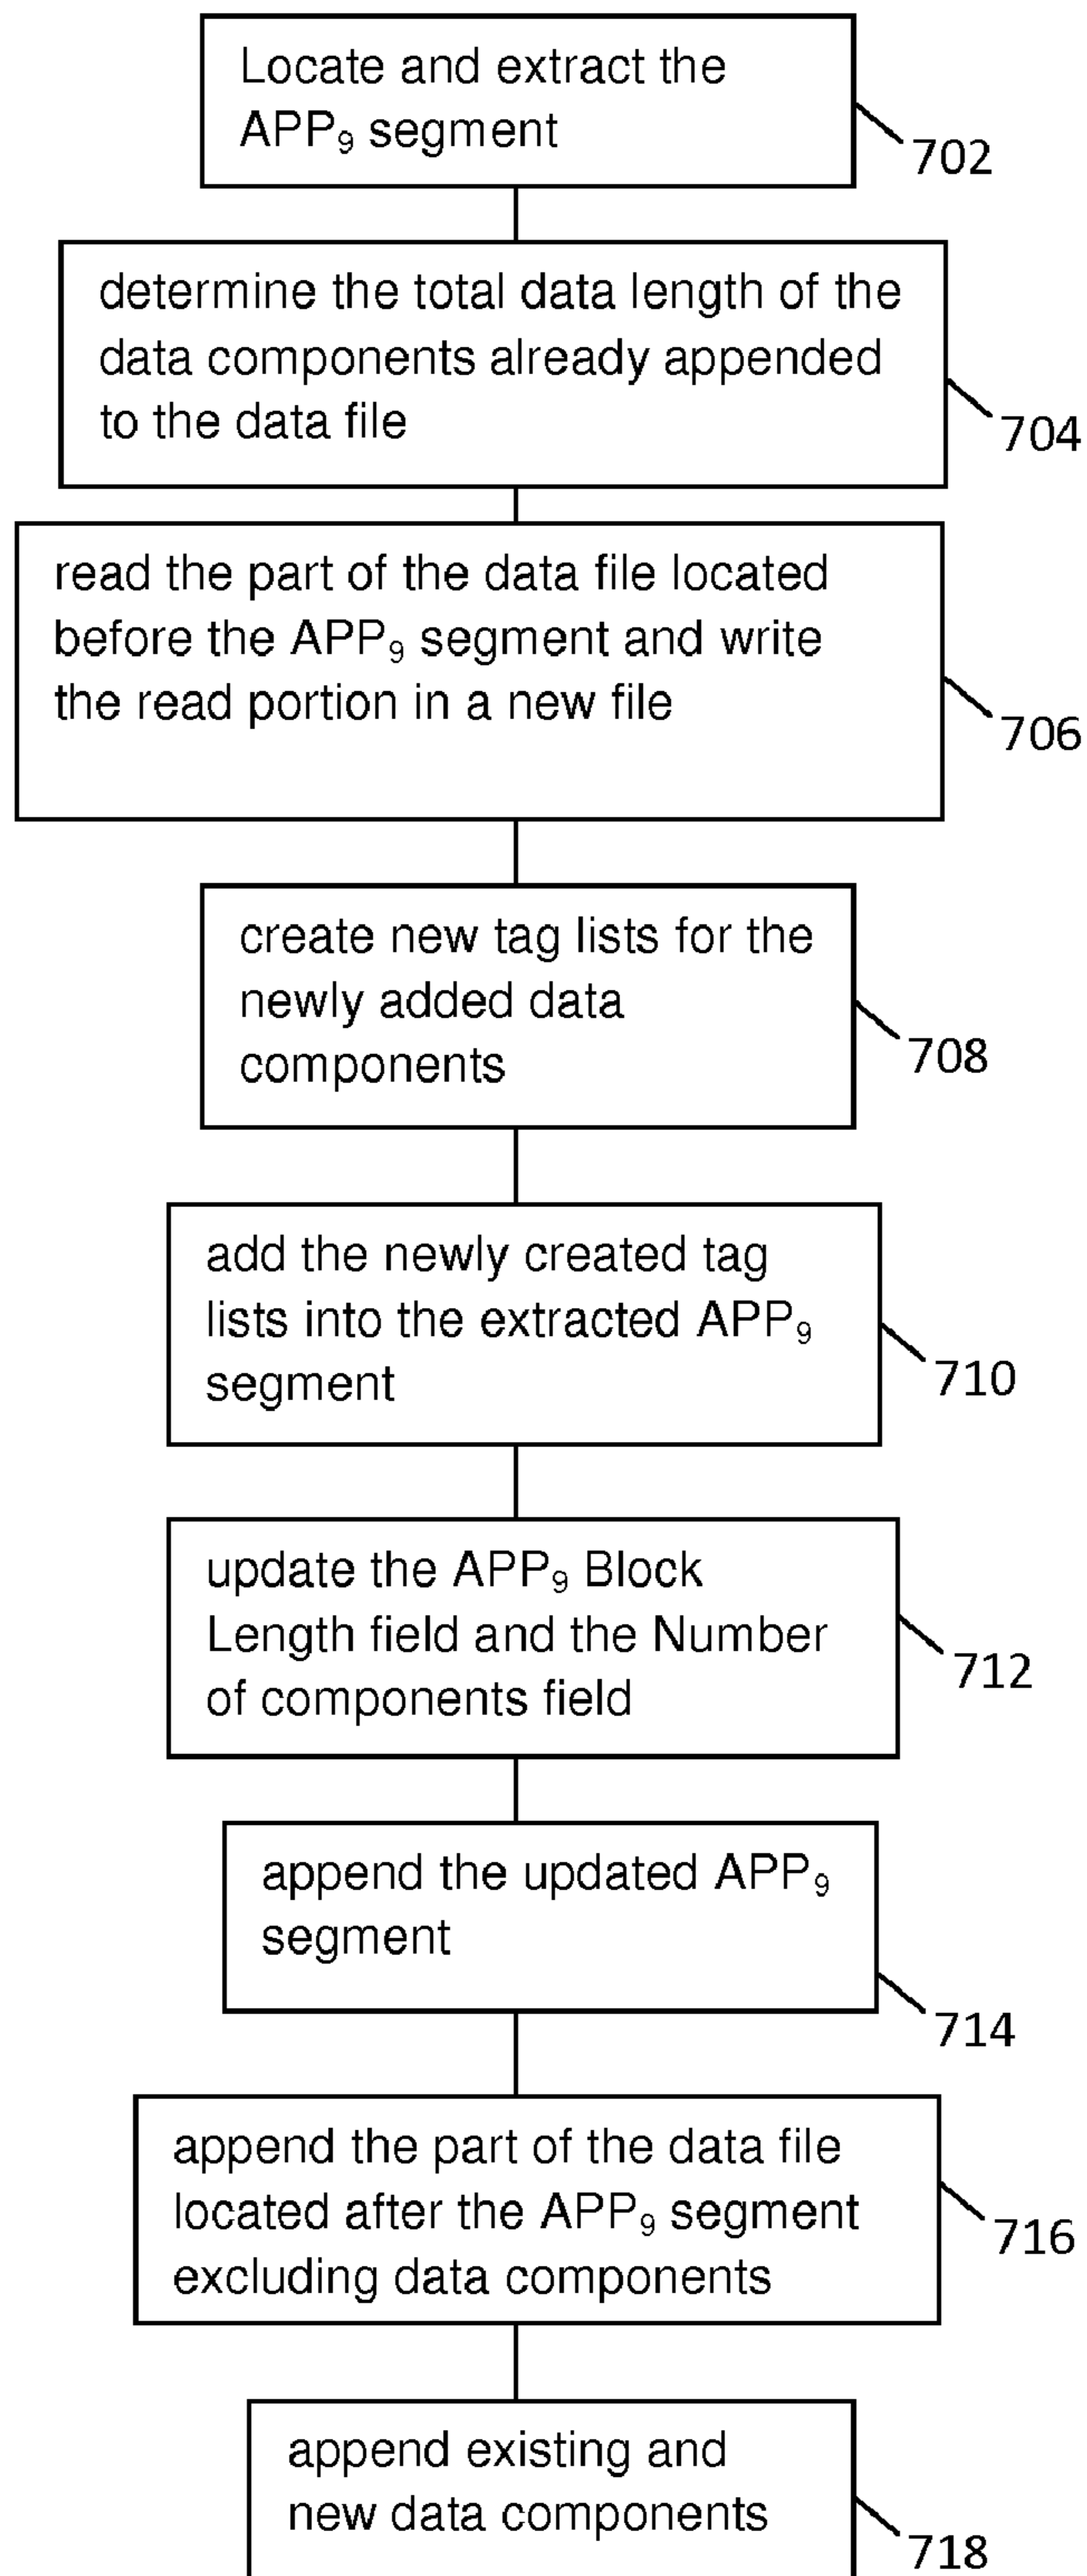 Locate and extract the
APP₉ segment
702
determine the total data length of the
data components already appended
to the data file
704
read the part of the data file located
before the APP₉ segment and write
the read portion in a new file
706
create new tag lists for the
newly added data
components
708
add the newly created tag
lists into the extracted APP₉
segment
710
update the APP₉ Block
Length field and the Number
of components field
712
append the updated APP₉
segment
714
append the part of the data file
located after the APP₉ segment
excluding data components
716
append existing and
new data components
718